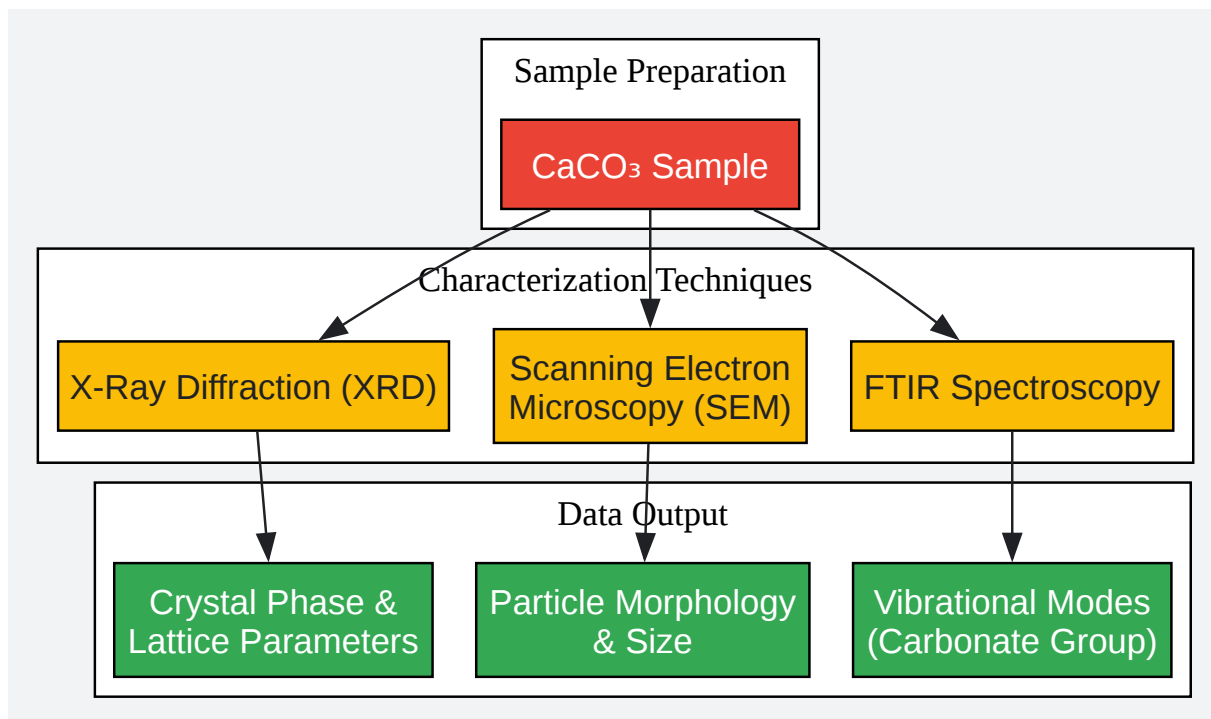 Sample Preparation
CaCO₃ Sample
Characterization Techniques
X-Ray Diffraction (XRD)
Scanning Electron
Microscopy (SEM)
FTIR Spectroscopy
Data Output
Crystal Phase &
Lattice Parameters
Particle Morphology
& Size
Vibrational Modes
(Carbonate Group)